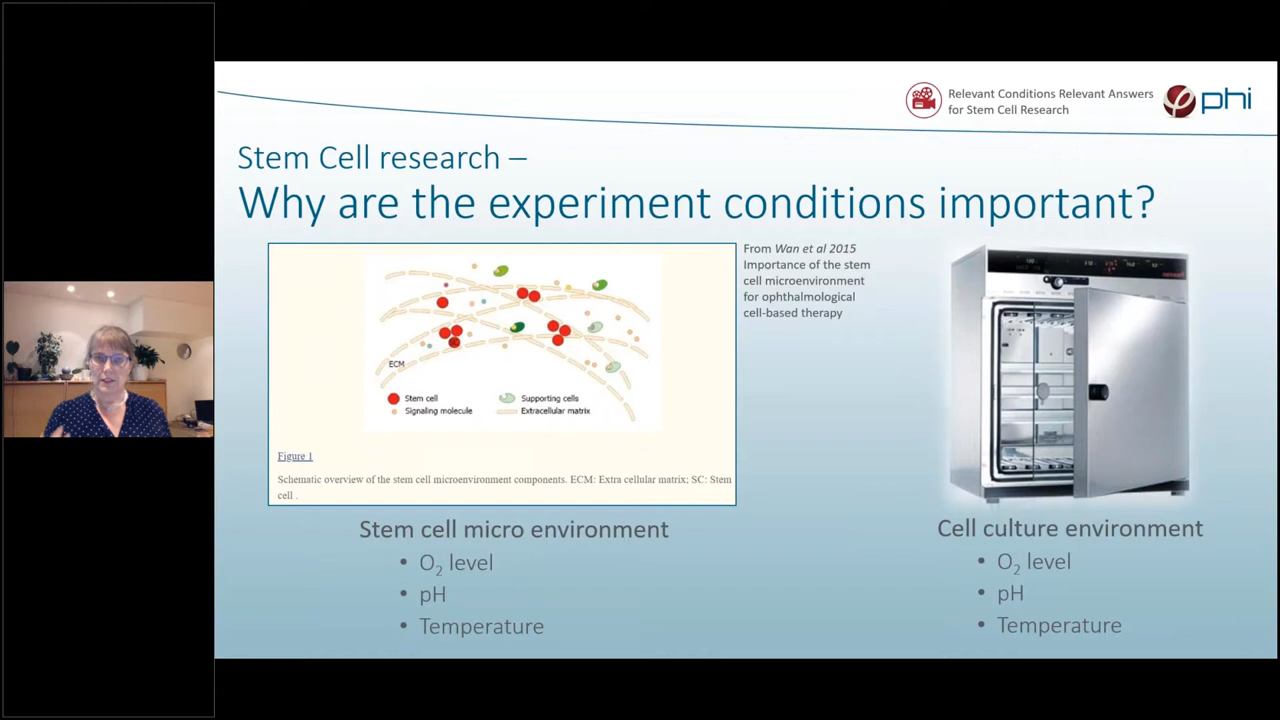 Relevant Conditions Relevant Answers
for Stem Cell Research
phi
Stem Cell research –
Why are the experiment conditions important?
ECM
Stem cell
Supporting cells
Signaling molecule
Extracellular matrix
Figure 1
Schematic overview of the stem cell microenvironment components. ECM: Extra cellular matrix; SC: Stem
cell .
From Wan et al 2015
Importance of the stem
cell microenvironment
for ophthalmological
cell-based therapy
Stem cell micro environment
• O₂ level
• pH
• Temperature
Cell culture environment
• O₂ level
• pH
• Temperature